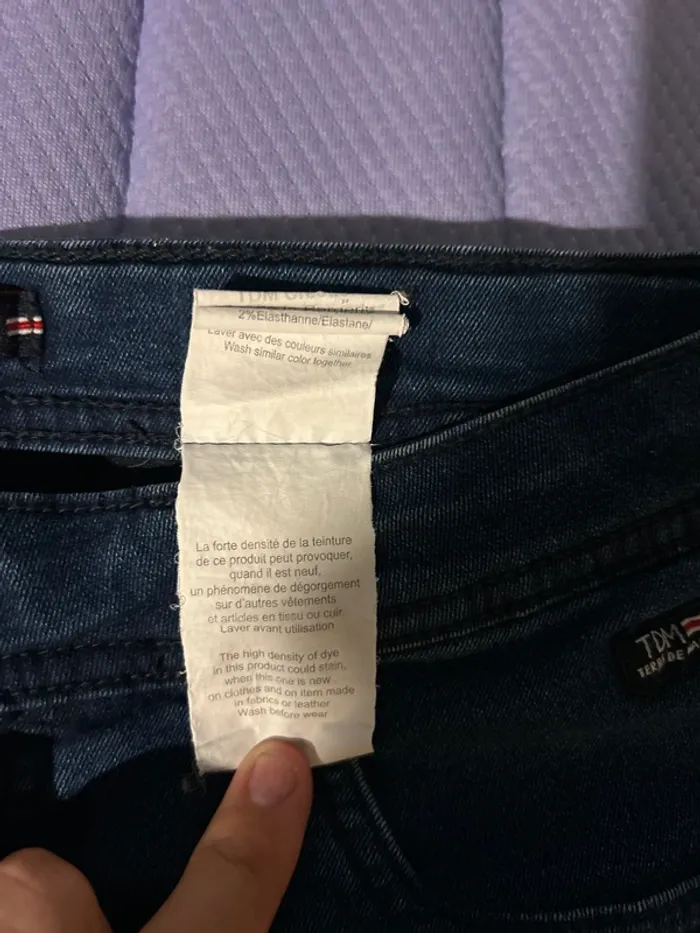 2%Elasthanne/Elastane/
Laver avec des couleurs similaires
Wash similar color together
La forte densité de la teinture
de ce produit peut provoquer,
quand il est neuf,
un phénomène de dégorgement
sur d'autres vêtements
et articles en tissu ou cuir
Laver avant utilisation
The high density of dye
in this product could stain,
when this one is new
on clothes and on item made
in fabrics or leather
Wash before wear
TDM